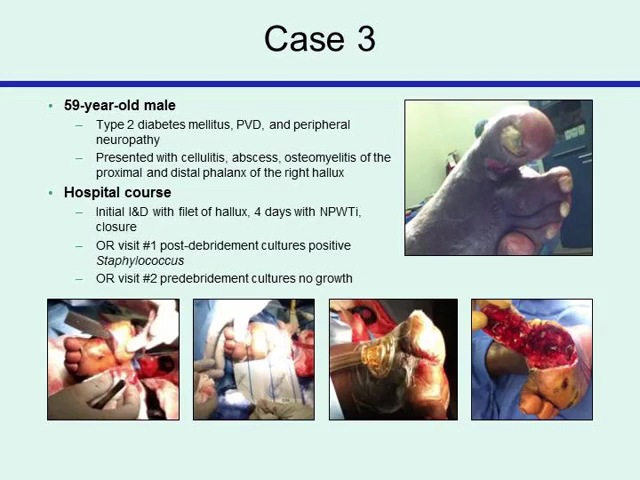 Case 3
• 59-year-old male
– Type 2 diabetes mellitus, PVD, and peripheral
neuropathy
– Presented with cellulitis, abscess, osteomyelitis of the
proximal and distal phalanx of the right hallux
• Hospital course
– Initial I&D with filet of hallux, 4 days with NPWTi,
closure
– OR visit #1 post-debridement cultures positive
Staphylococcus
– OR visit #2 predebridement cultures no growth